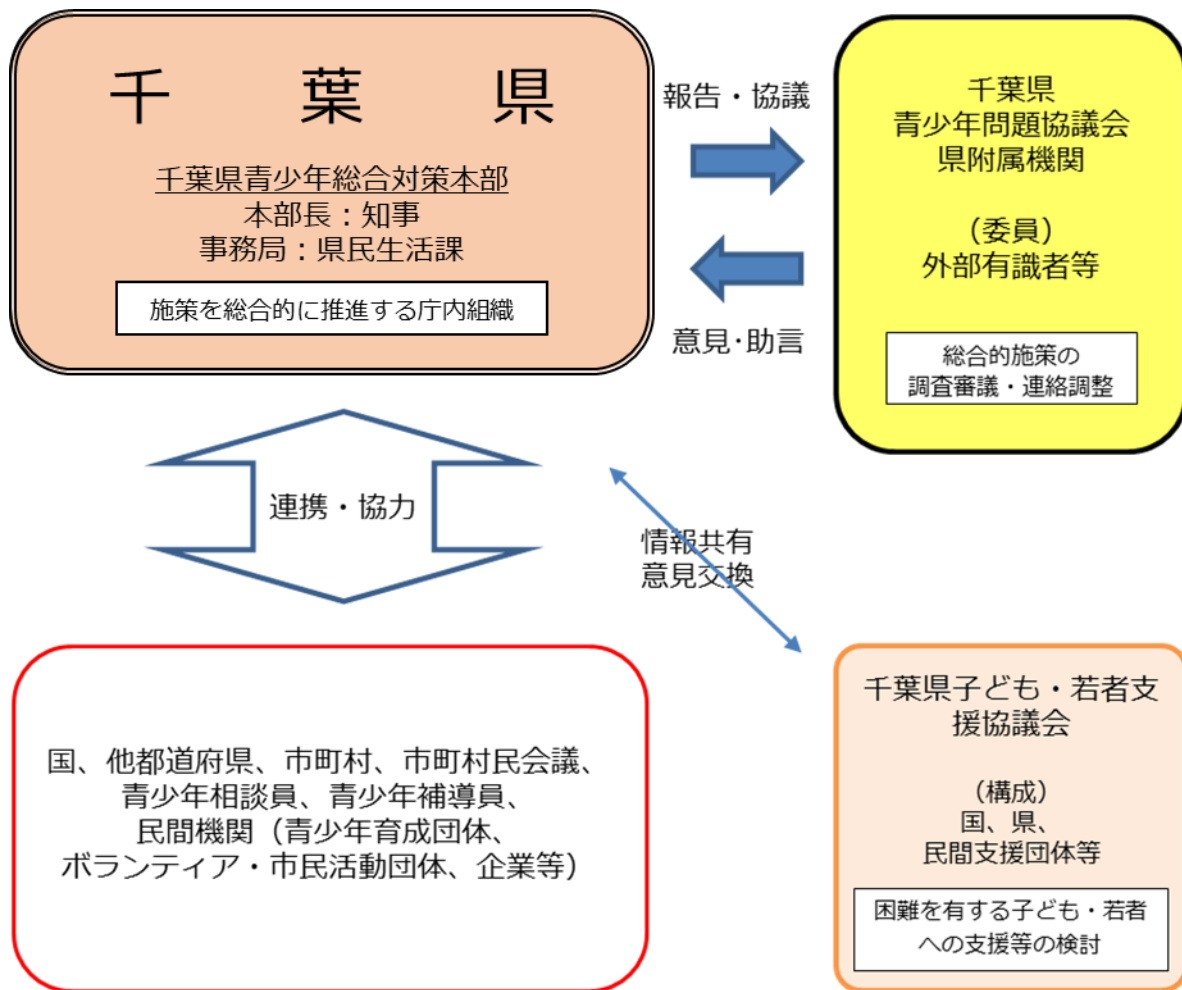 千　葉　県
千葉県青少年総合対策本部
本部長：知事
事務局：県民生活課
施策を総合的に推進する庁内組織
報告・協議
意見･助言
千葉県
青少年問題協議会
県附属機関
（委員）
外部有識者等
総合的施策の
調査審議・連絡調整
連携・協力
情報共有
意見交換
国、他都道府県、市町村、市町村民会議、
青少年相談員、青少年補導員、
民間機関（青少年育成団体、
ボランティア・市民活動団体、企業等）
千葉県子ども・若者支
援協議会
（構成）
国、県、
民間支援団体等
困難を有する子ども・若者
への支援等の検討